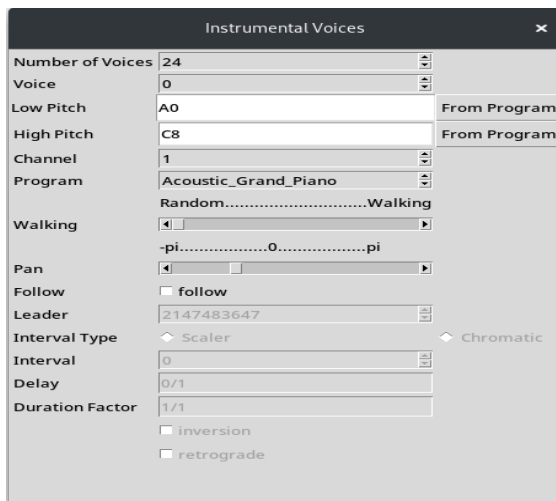 Instrumental Voices ×
Number of Voices 24
Voice 0
Low Pitch A0 From Program
High Pitch C8 From Program
Channel 1
Program Acoustic_Grand_Piano
Random............................Walking
Walking
-pi..................0..................pi
Pan
Follow follow
Leader 2147483647
Interval Type Scaler Chromatic
Interval 0
Delay 0/1
Duration Factor 1/1
inversion
retrograde